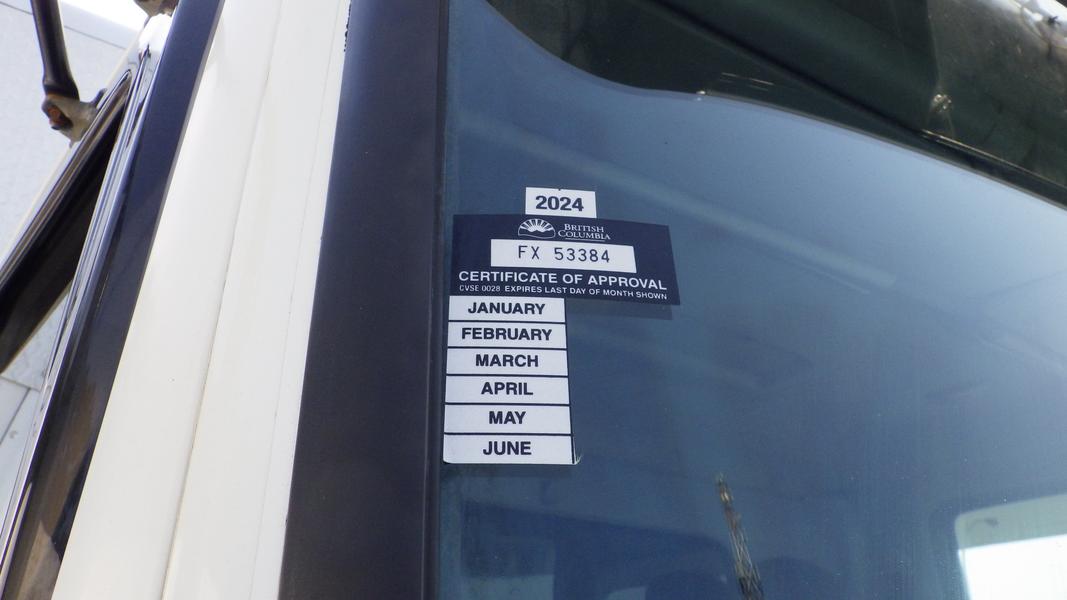 2024
BRITISH
COLUMBIA
FX 53384
CERTIFICATE OF APPROVAL
CVSE 0028 EXPIRES LAST DAY OF MONTH SHOWN
JANUARY
FEBRUARY
MARCH
APRIL
MAY
JUNE